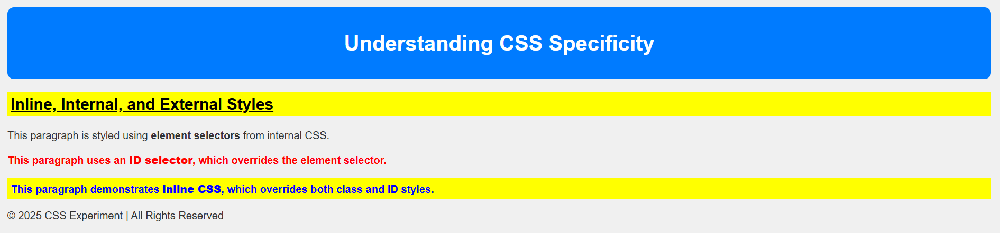 Understanding CSS Specificity
Inline, Internal, and External Styles
This paragraph is styled using element selectors from internal CSS.
This paragraph uses an ID selector, which overrides the element selector.
This paragraph demonstrates inline CSS, which overrides both class and ID styles.
© 2025 CSS Experiment | All Rights Reserved